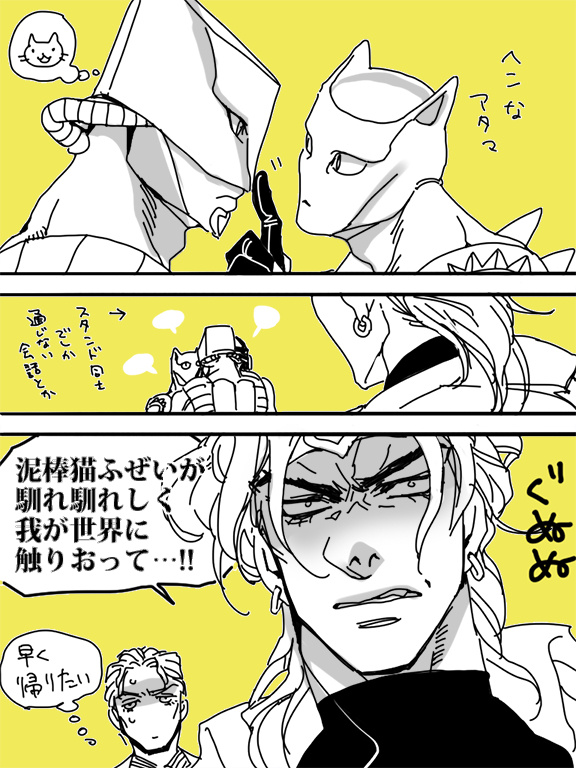 ヘンな
アタマ
→
スタンド同士
でしか
通じない
会話とか
泥棒猫ふぜいが
馴れ馴れしく
我が世界に
触りおって…!!
ぐぬぬ
早く
帰りたい